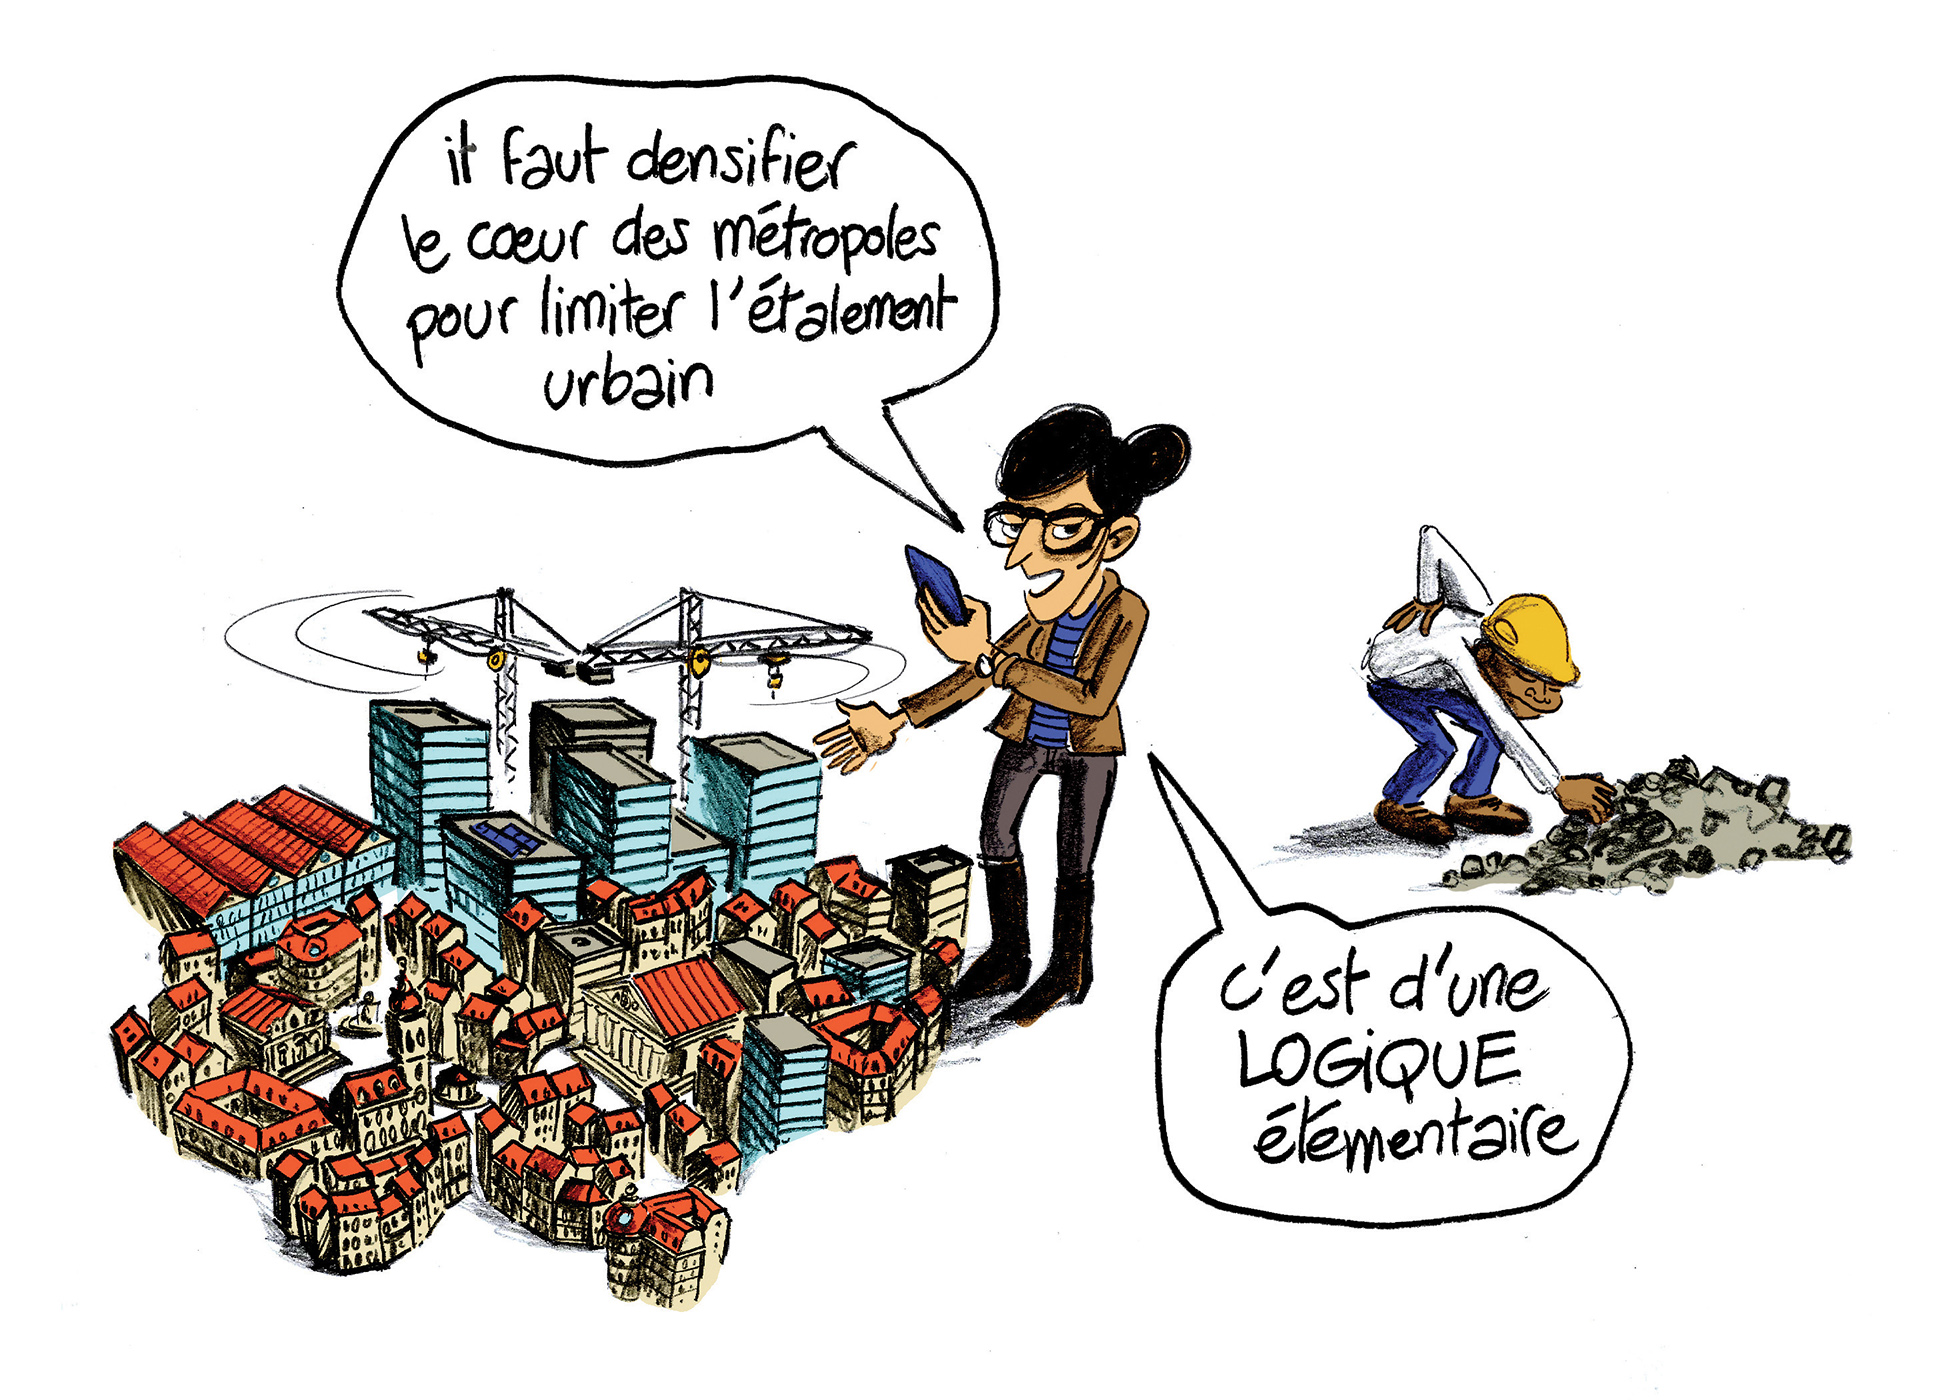 il faut densifier
le cœur des métropoles
pour limiter l'étalement
urbain
c'est d'une
LOGIQUE
élémentaire